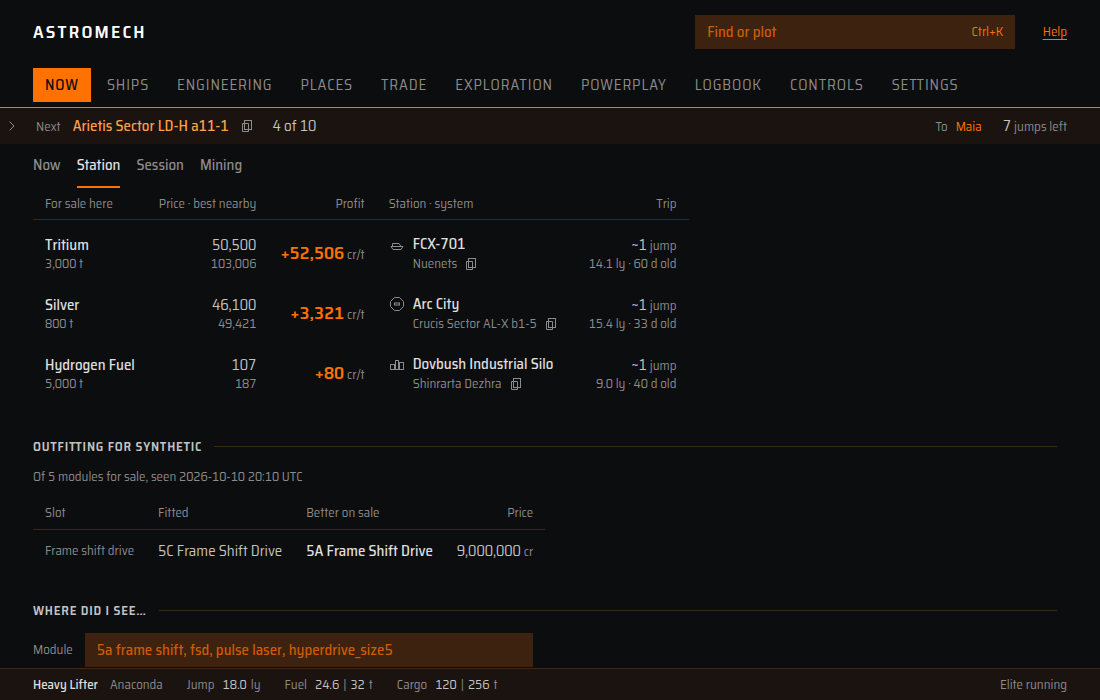 ASTROMECH
Find or plot Ctrl+K Help
NOW SHIPS ENGINEERING PLACES TRADE EXPLORATION POWERPLAY LOGBOOK CONTROLS SETTINGS
Next Arietis Sector LD-H a11-1 4 of 10 To Maia 7 jumps left
Now Station Session Mining
For sale here Price · best nearby Profit Station · system Trip
Tritium 50,500 +52,506 cr/t FCX-701 ~1 jump
3,000 t 103,006 Nuenets 14.1 ly · 60 d old
Silver 46,100 +3,321 cr/t Arc City ~1 jump
800 t 49,421 Crucis Sector AL-X b1-5 15.4 ly · 33 d old
Hydrogen Fuel 107 +80 cr/t Dovbush Industrial Silo ~1 jump
5,000 t 187 Shinrarta Dezhra 9.0 ly · 40 d old
OUTFITTING FOR SYNTHETIC
Of 5 modules for sale, seen 2026-10-10 20:10 UTC
Slot Fitted Better on sale Price
Frame shift drive 5C Frame Shift Drive 5A Frame Shift Drive 9,000,000 cr
WHERE DID I SEE...
Module 5a frame shift, fsd, pulse laser, hyperdrive_size5
Heavy Lifter Anaconda Jump 18.0 ly Fuel 24.6 | 32 t Cargo 120 | 256 t Elite running